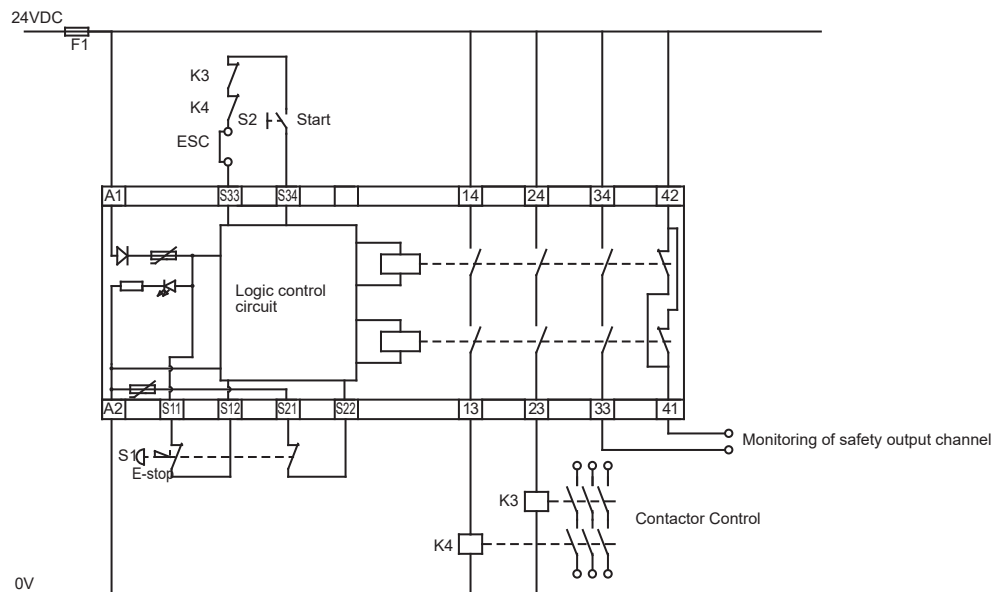 24VDC
F1
K3
K4
S2
Start
ESC
A1
S33
S34
14
24
34
42
Logic control
circuit
A2
S11
S12
S21
S22
13
23
33
41
S1
E-stop
Monitoring of safety output channel
K3
Contactor Control
K4
0V